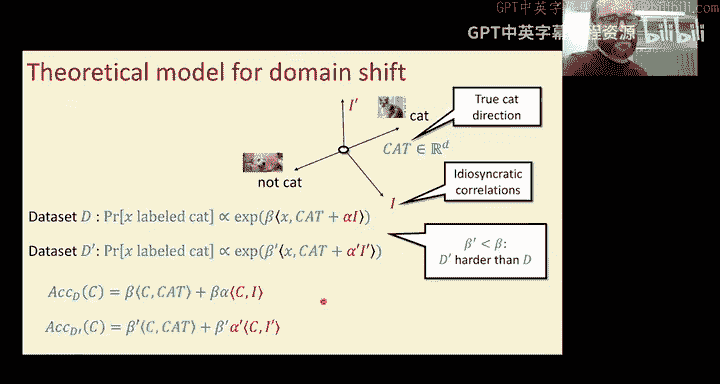 GPT中英字幕课程资源
bilibili
Theoretical model for domain shift
I'
cat
True cat
direction
CAT ∈ ℝᵈ
not cat
Idiosyncratic
correlations
I
Dataset D : Pr[x labeled cat] ∝ exp(β⟨x, CAT + αI⟩)
Dataset D': Pr[x labeled cat] ∝ exp(β'⟨x, CAT + α'I'⟩)
β' < β:
D' harder than D
Acc_D(C) = β⟨C, CAT⟩ + βα⟨C, I⟩
Acc_D'(C) = β'⟨C, CAT⟩ + β'α'⟨C, I'⟩